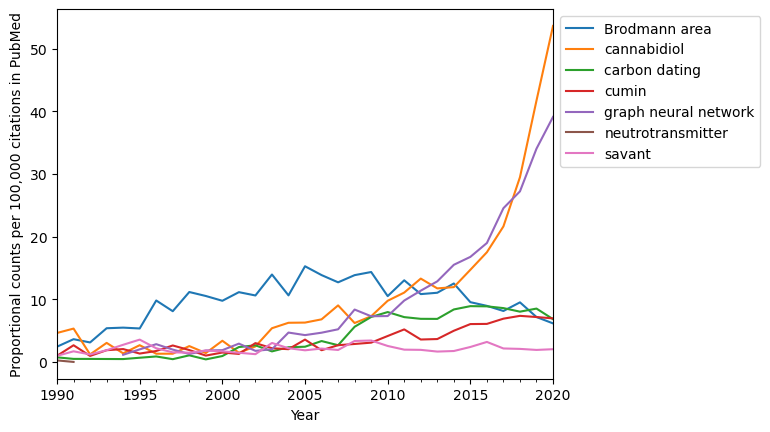 Proportional counts per 100,000 citations in PubMed
50
40
30
20
10
0
1990
1995
2000
2005
2010
2015
2020
Year
Brodmann area
cannabidiol
carbon dating
cumin
graph neural network
neutrotransmitter
savant